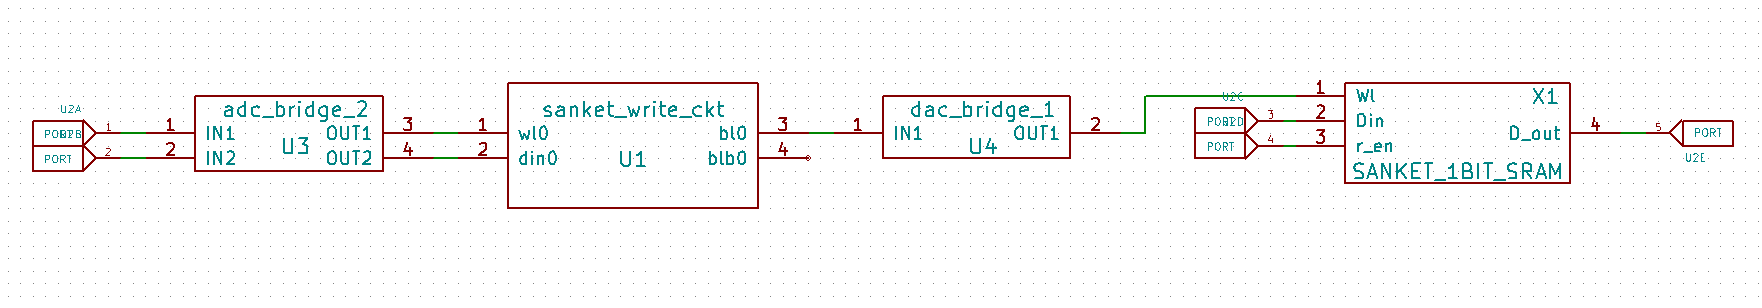 U2A
PORT
1
PORT
2
adc_bridge_2
1 IN1 OUT1 3
U3
2 IN2 OUT2 4
sanket_write_ckt
1 wl0 bl0 3
2 din0 blb0 4
U1
dac_bridge_1
1 IN1 OUT1 2
U4
U2C
3
PORT
4
1 Wl X1
2 Din
D_out 4
3 r_en
SANKET_1BIT_SRAM
5 PORT
U2E